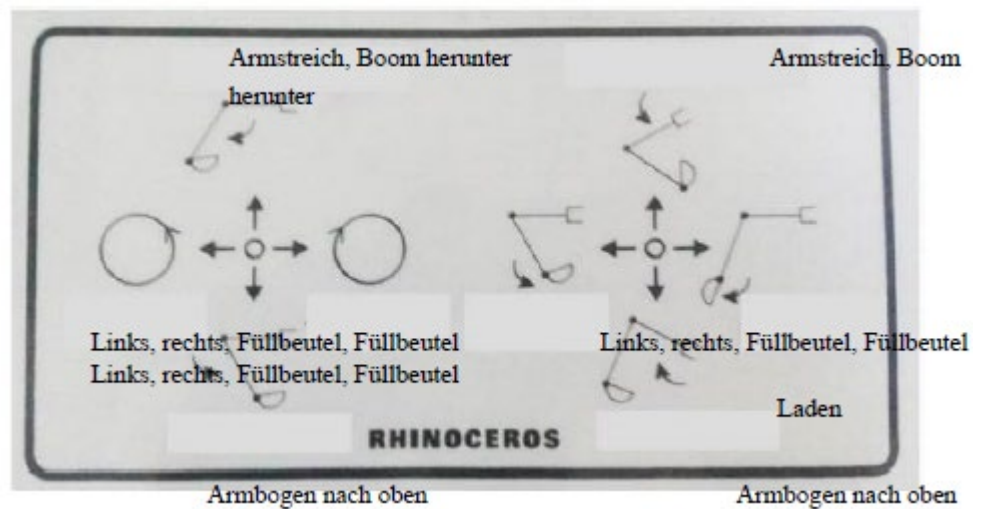 Armstreich, Boom herunter
Armstreich, Boom
herunter
Links, rechts, Füllbeutel, Füllbeutel
Links, rechts, Füllbeutel, Füllbeutel
Links, rechts, Füllbeutel, Füllbeutel
Laden
RHINOCEROS
Armbogen nach oben
Armbogen nach oben